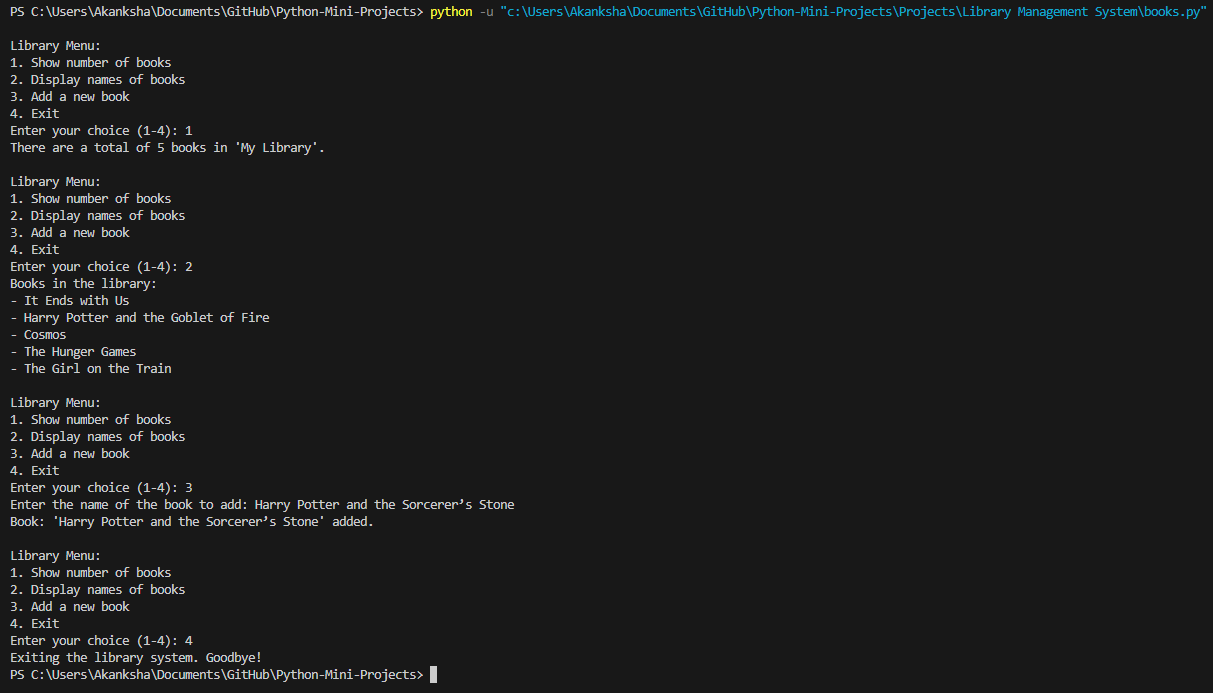 PS C:\Users\Akanksha\Documents\GitHub\Python-Mini-Projects> python -u "c:\Users\Akanksha\Documents\GitHub\Python-Mini-Projects\Projects\Library Management System\books.py"
Library Menu:
1. Show number of books
2. Display names of books
3. Add a new book
4. Exit
Enter your choice (1-4): 1
There are a total of 5 books in 'My Library'.
Library Menu:
1. Show number of books
2. Display names of books
3. Add a new book
4. Exit
Enter your choice (1-4): 2
Books in the library:
- It Ends with Us
- Harry Potter and the Goblet of Fire
- Cosmos
- The Hunger Games
- The Girl on the Train
Library Menu:
1. Show number of books
2. Display names of books
3. Add a new book
4. Exit
Enter your choice (1-4): 3
Enter the name of the book to add: Harry Potter and the Sorcerer’s Stone
Book: 'Harry Potter and the Sorcerer’s Stone' added.
Library Menu:
1. Show number of books
2. Display names of books
3. Add a new book
4. Exit
Enter your choice (1-4): 4
Exiting the library system. Goodbye!
PS C:\Users\Akanksha\Documents\GitHub\Python-Mini-Projects>